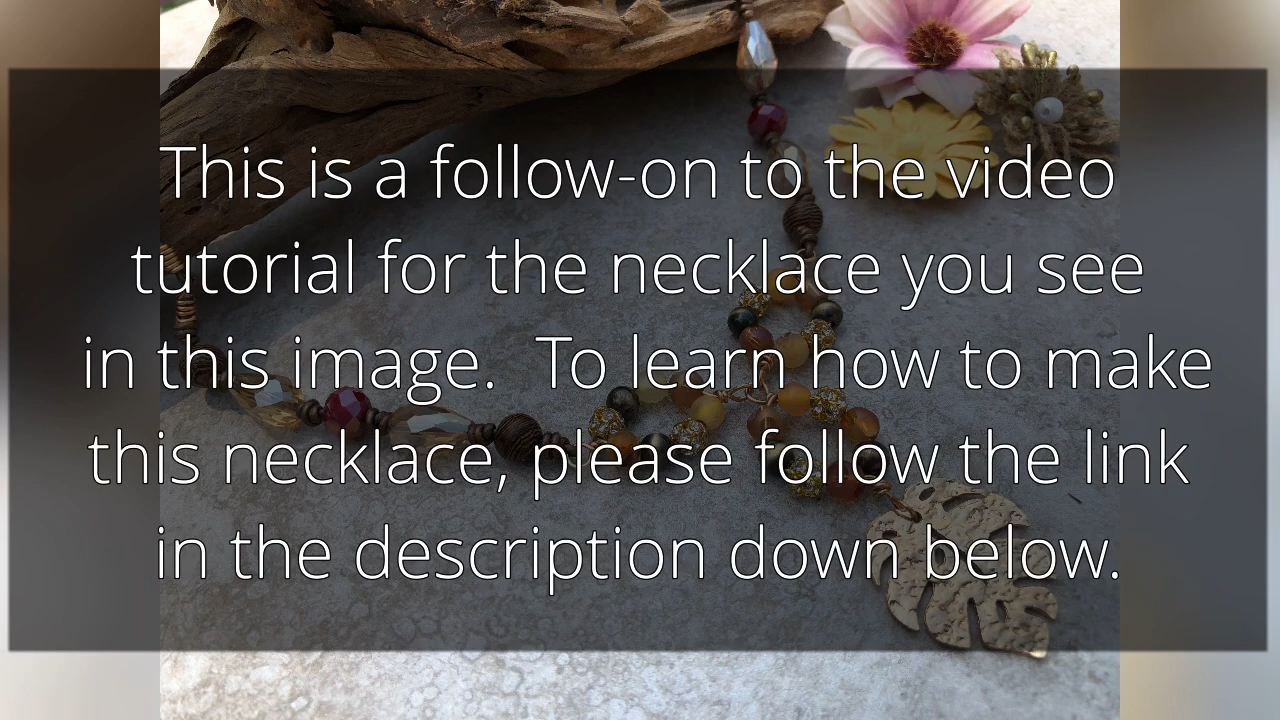 This is a follow-on to the video
tutorial for the necklace you see
in this image.  To learn how to make
this necklace, please follow the link
in the description down below.